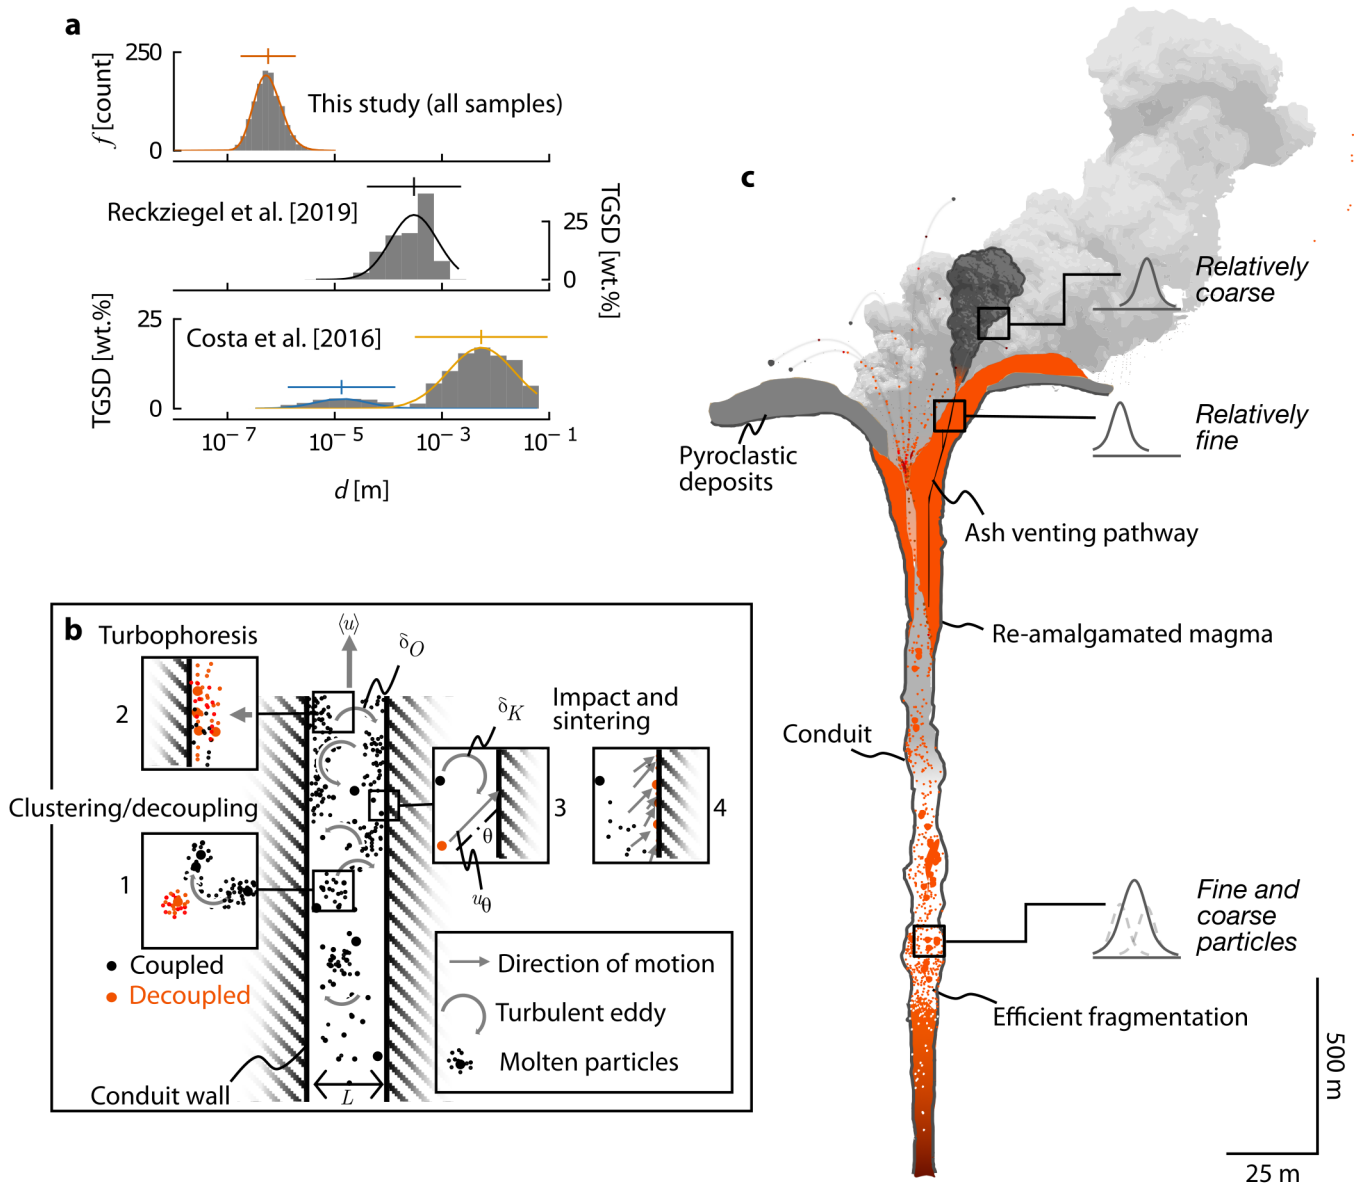 a
250
0
f [count]
This study (all samples)
Reckziegel et al. [2019]
25
0
TGSD [wt.%]
25
0
TGSD [wt.%]
Costa et al. [2016]
10⁻⁷
10⁻⁵
10⁻³
10⁻¹
d [m]
b
Turbophoresis
2
⟨u⟩
δO
δK
Impact and
sintering
3
4
θ
uθ
Clustering/decoupling
1
Coupled
Decoupled
Conduit wall
L
Direction of motion
Turbulent eddy
Molten particles
c
Relatively
coarse
Relatively
fine
Pyroclastic
deposits
Ash venting pathway
Re-amalgamated magma
Conduit
Fine and
coarse
particles
Efficient fragmentation
500 m
25 m